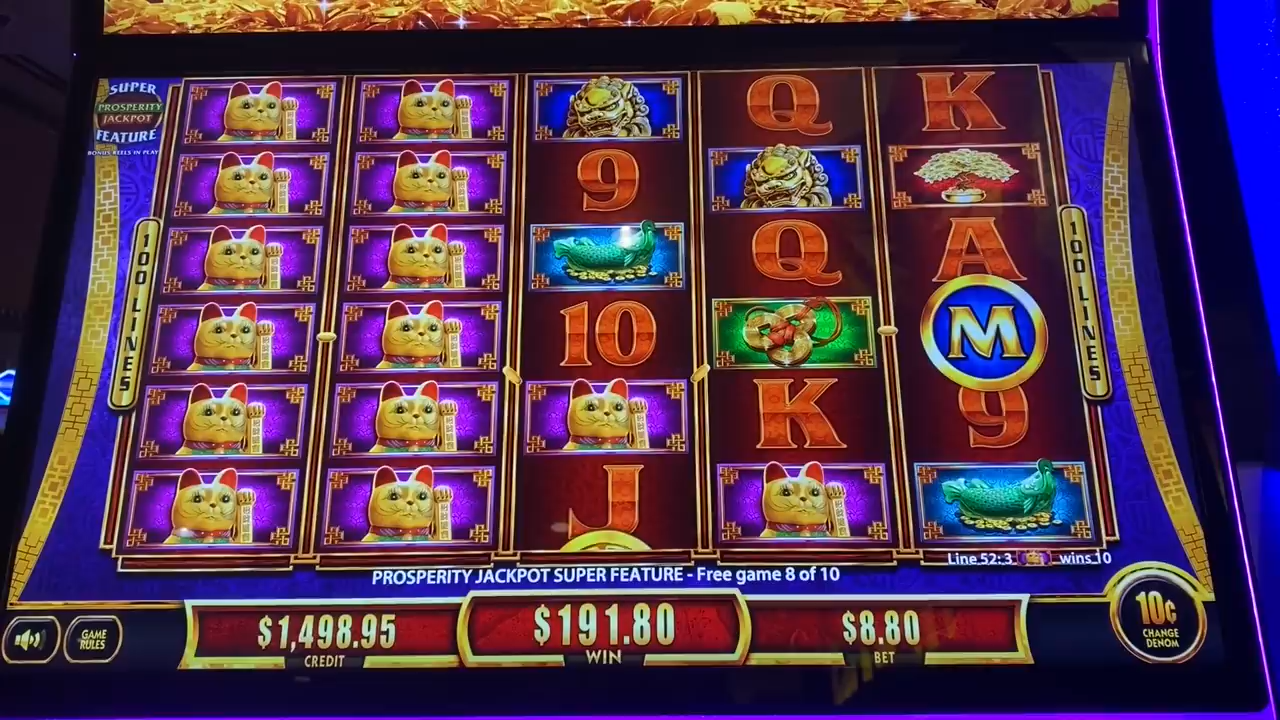 SUPER
PROSPERITY
JACKPOT
FEATURE
BONUS REELS IN PLAY
Q
K
9
Q
A
100 LINES
100 LINES
10
M
K
9
J
Line 52:3 wins 10
PROSPERITY JACKPOT SUPER FEATURE - Free game 8 of 10
$1,498.95
CREDIT
$191.80
WIN
$8.80
BET
GAME
RULES
10¢
CHANGE
DENOM